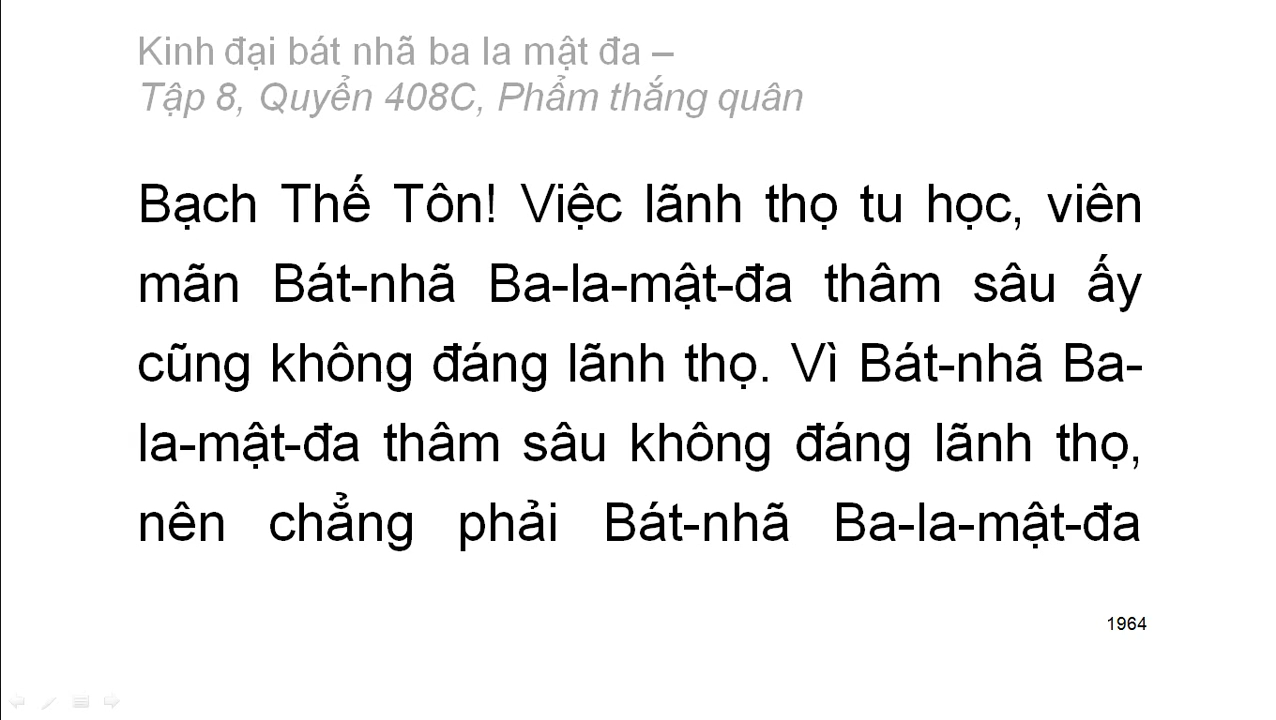 Kinh đại bát nhã ba la mật đa –
Tập 8, Quyển 408C, Phẩm thắng quân
Bạch Thế Tôn! Việc lãnh thọ tu học, viên
mãn Bát-nhã Ba-la-mật-đa thâm sâu ấy
cũng không đáng lãnh thọ. Vì Bát-nhã Ba-
la-mật-đa thâm sâu không đáng lãnh thọ,
nên chẳng phải Bát-nhã Ba-la-mật-đa
1964